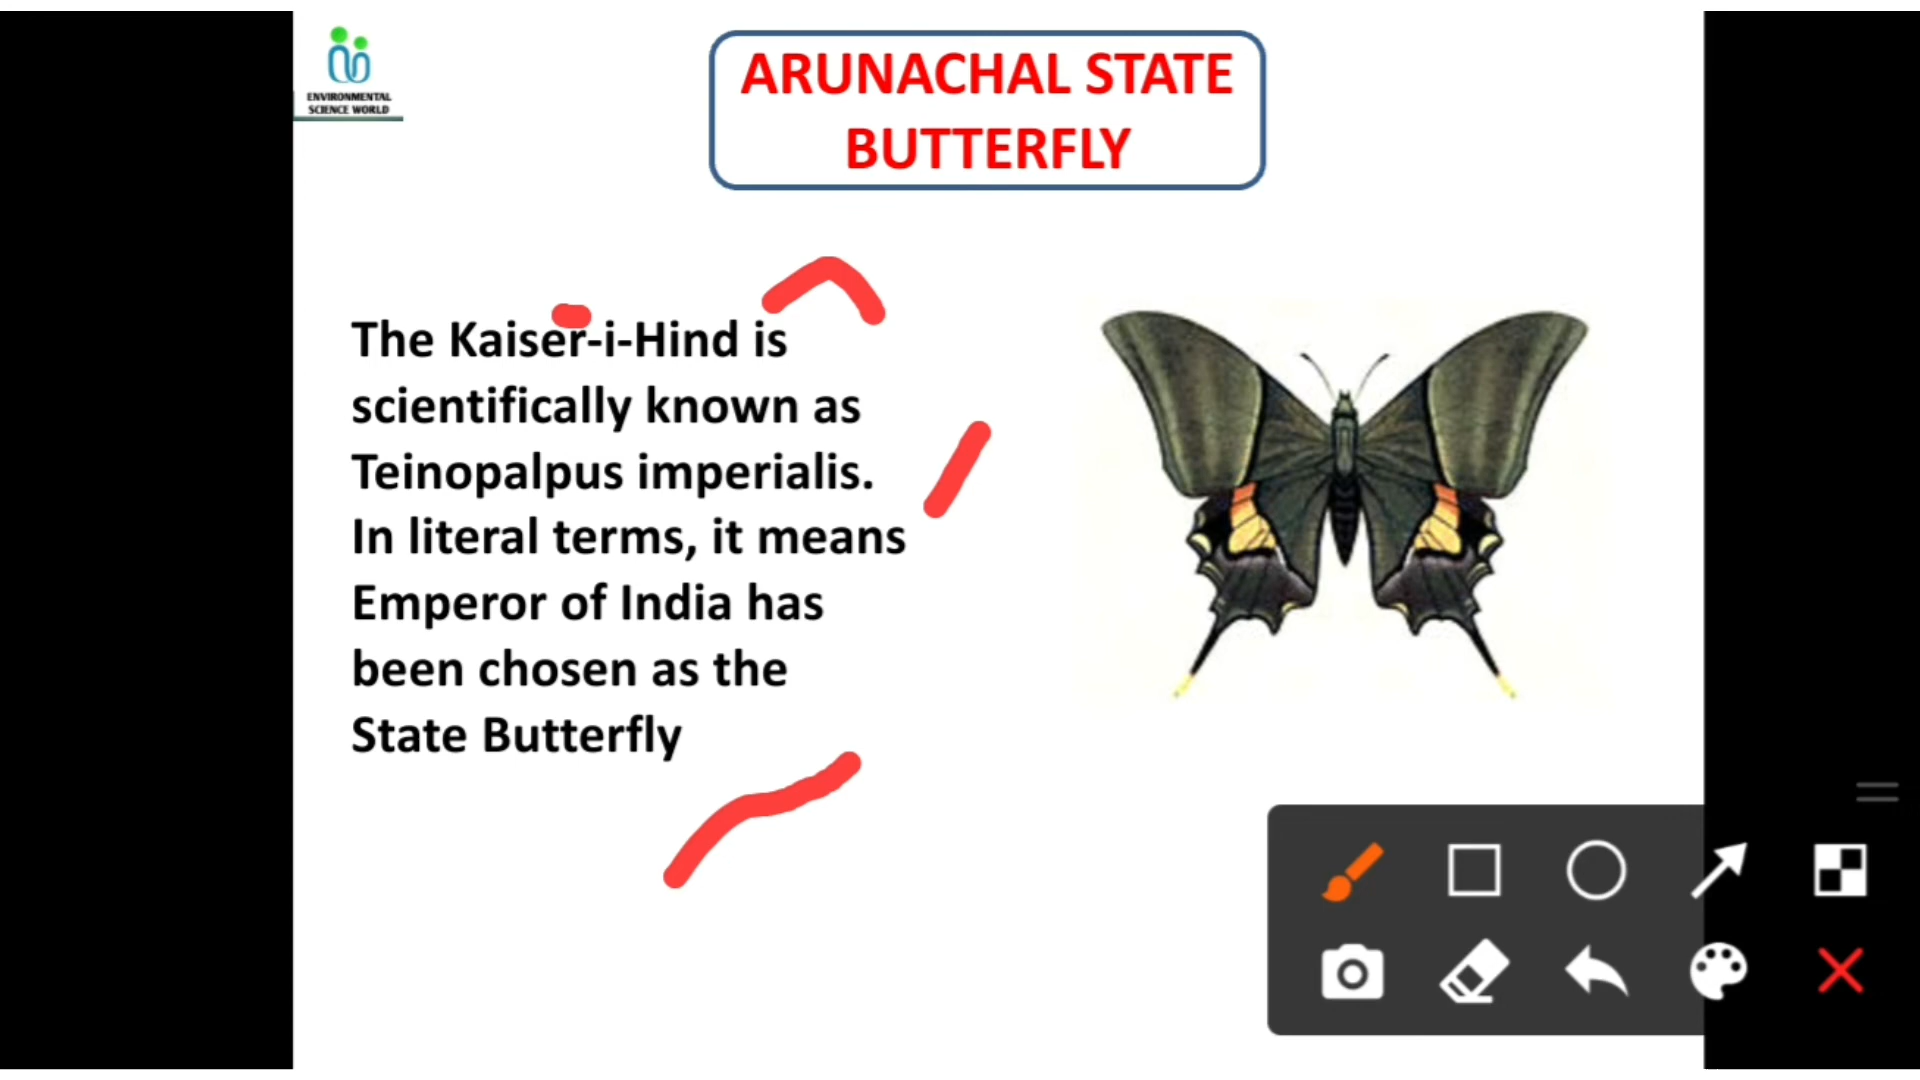 ENVIRONMENTAL
SCIENCE WORLD
ARUNACHAL STATE
BUTTERFLY
The Kaiser-i-Hind is
scientifically known as
Teinopalpus imperialis.
In literal terms, it means
Emperor of India has
been chosen as the
State Butterfly